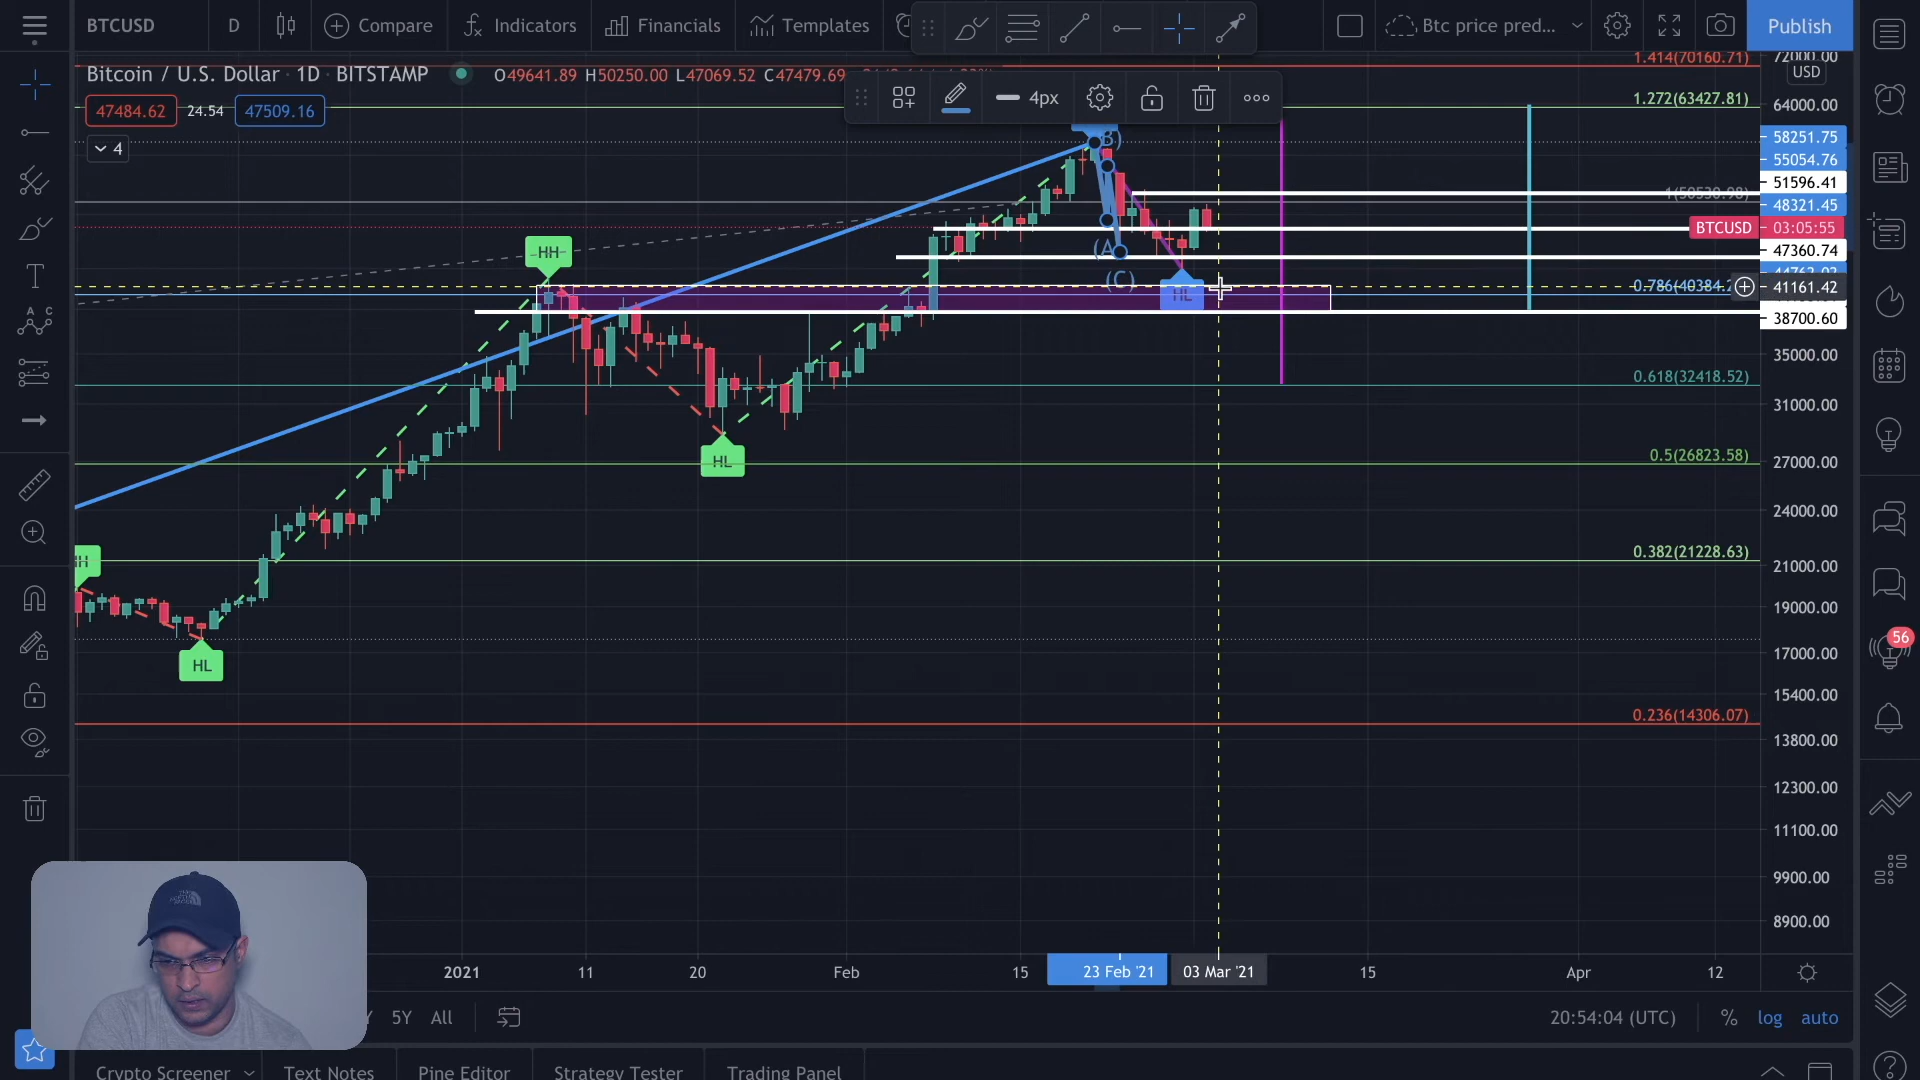 BTCUSD D Compare Indicators Financials Templates Btc price pred... Publish
Bitcoin / U.S. Dollar · 1D · BITSTAMP O49641.89 H50250.00 L47069.52 C47479.69
47484.62 24.54 47509.16
4px
4
1.414(70160.71)
1.272(63427.81)
1(50530.98)
0.786(40384.2
0.618(32418.52)
0.5(26823.58)
0.382(21228.63)
0.236(14306.07)
72000.00
USD
64000.00
58251.75
55054.76
51596.41
48321.45
BTCUSD 03:05:55
47360.74
41161.42
38700.60
35000.00
31000.00
27000.00
24000.00
21000.00
19000.00
17000.00
15400.00
13800.00
12300.00
11100.00
9900.00
8900.00
B)
(A
(C)
HH
HL
HL
HL
56
2021 11 20 Feb 15 23 Feb '21 03 Mar '21 15 Apr 12
5Y All 20:54:04 (UTC) % log auto
Crypto Screener Text Notes Pine Editor Strategy Tester Trading Panel